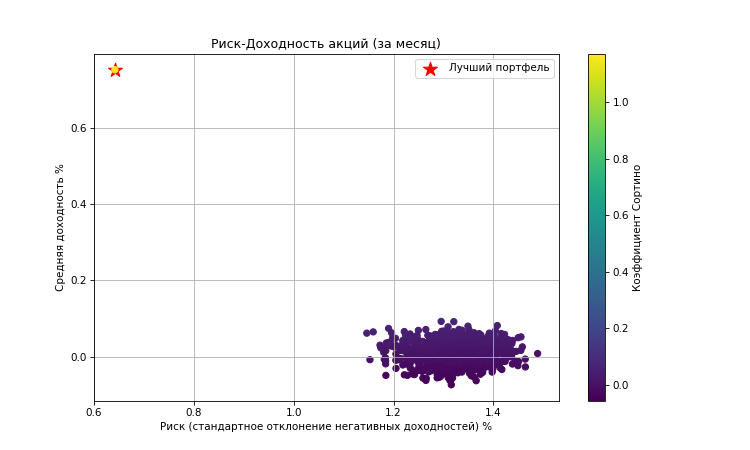 Риск-Доходность акций (за месяц)
Лучший портфель
Средняя доходность %
0.6
0.4
0.2
0.0
0.6 0.8 1.0 1.2 1.4
Риск (стандартное отклонение негативных доходностей) %
1.0
0.8
0.6
0.4
0.2
0.0
Коэффициент Сортино